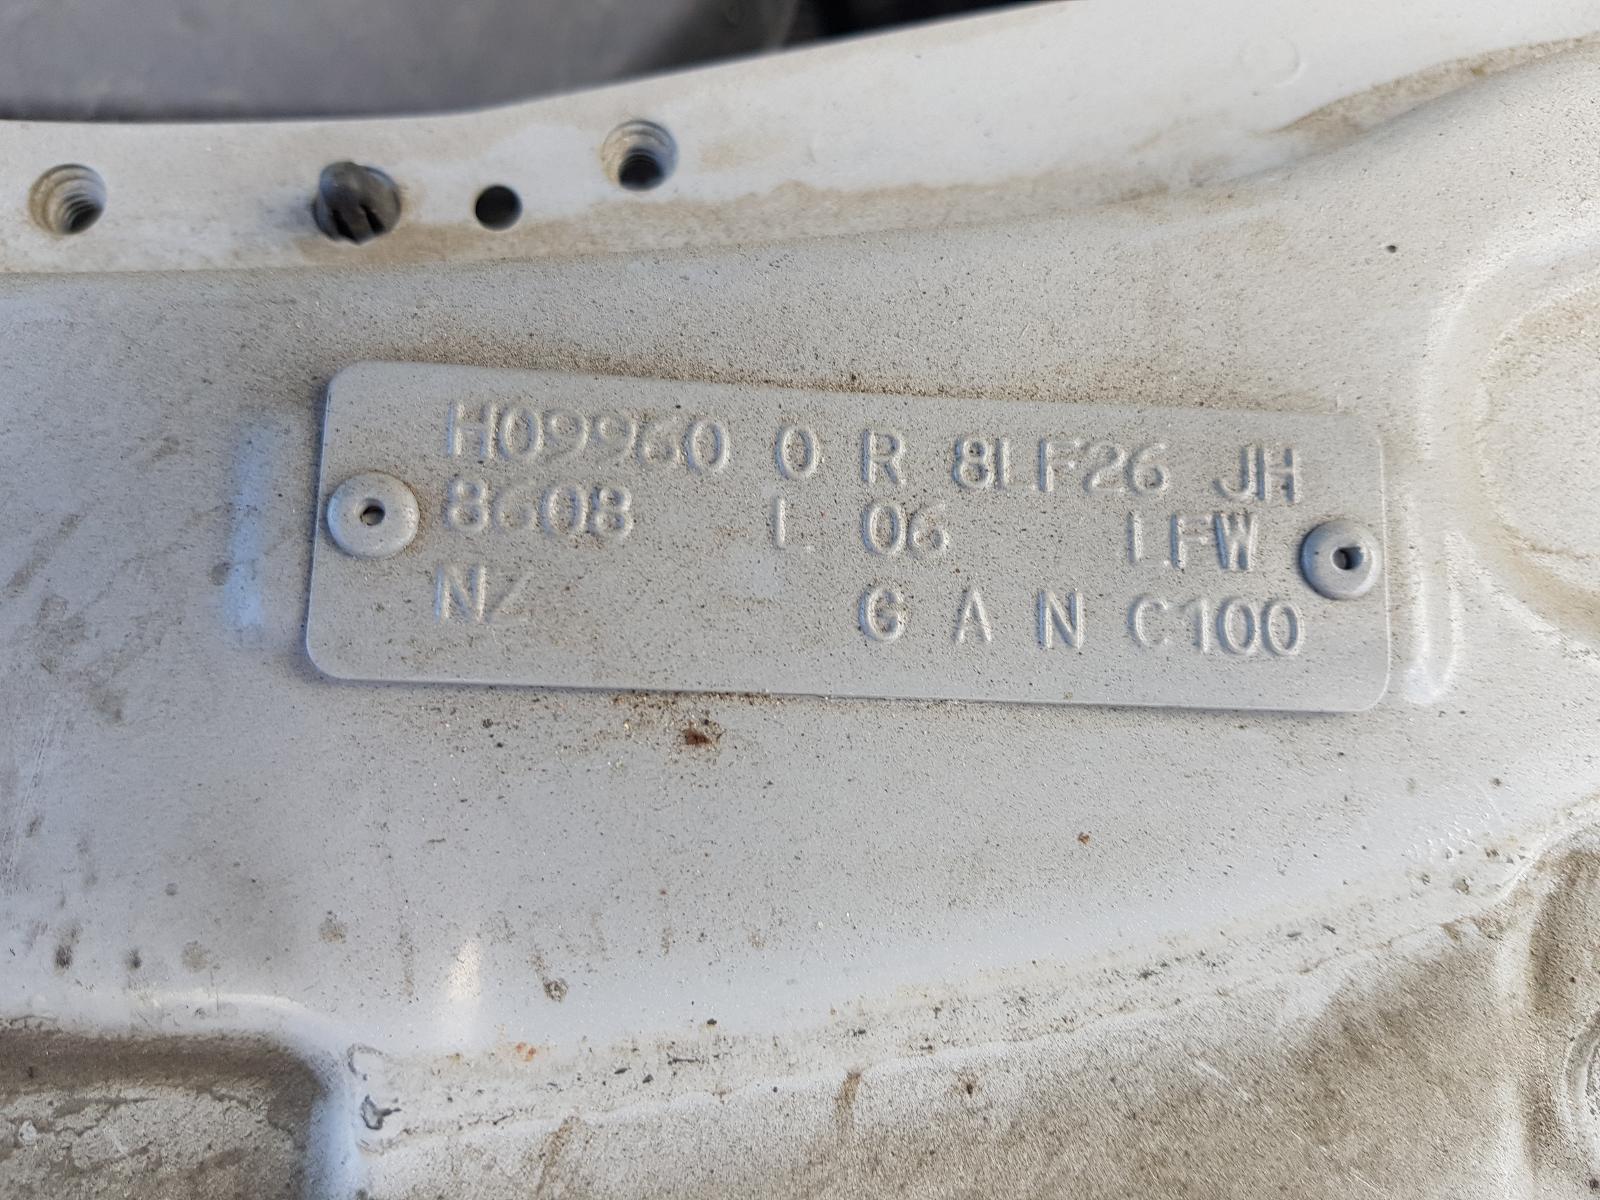 H09960 0 R 8LF26 JH
8608 L 06 LFW
NZ G A N C100